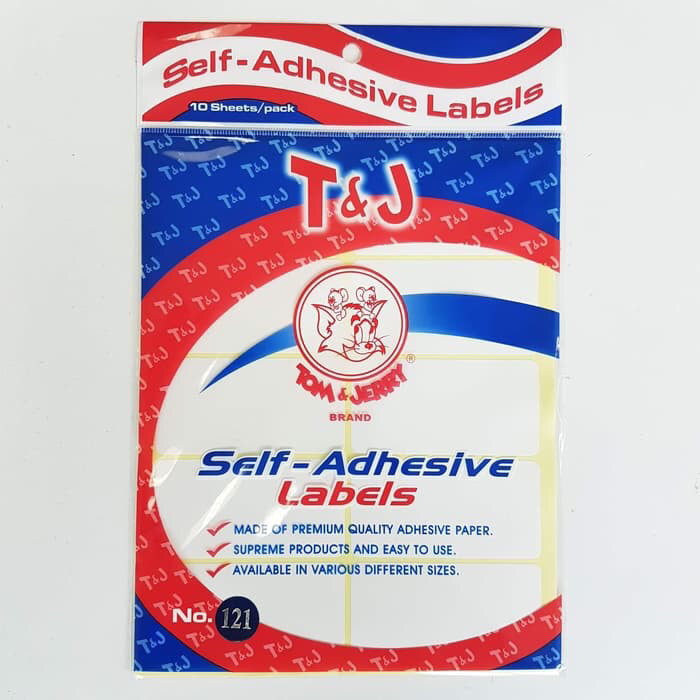 Self-Adhesive Labels
10 Sheets/pack
T&J
TOM & JERRY®
BRAND
Self-Adhesive
Labels
MADE OF PREMIUM QUALITY ADHESIVE PAPER.
SUPREME PRODUCTS AND EASY TO USE.
AVAILABLE IN VARIOUS DIFFERENT SIZES.
No. 121